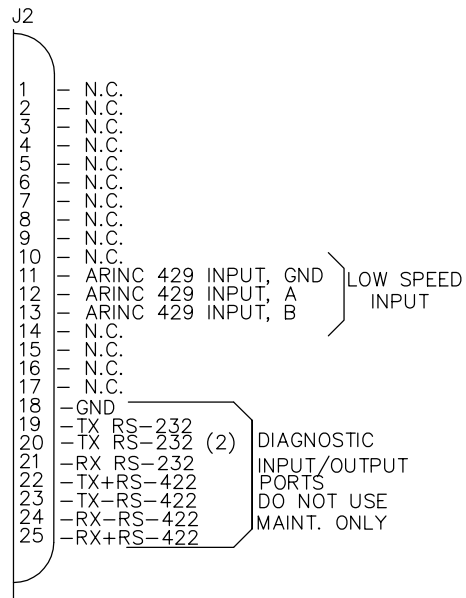 J2
1 – N.C.
2 – N.C.
3 – N.C.
4 – N.C.
5 – N.C.
6 – N.C.
7 – N.C.
8 – N.C.
9 – N.C.
10 – N.C.
11 – ARINC 429 INPUT, GND
12 – ARINC 429 INPUT, A
13 – ARINC 429 INPUT, B
LOW SPEED
INPUT
14 – N.C.
15 – N.C.
16 – N.C.
17 – N.C.
18 –GND
19 –TX RS–232
20 –TX RS–232 (2)
21 –RX RS–232
22 –TX+RS–422
23 –TX–RS–422
24 –RX–RS–422
25 –RX+RS–422
DIAGNOSTIC
INPUT/OUTPUT
PORTS
DO NOT USE
MAINT. ONLY